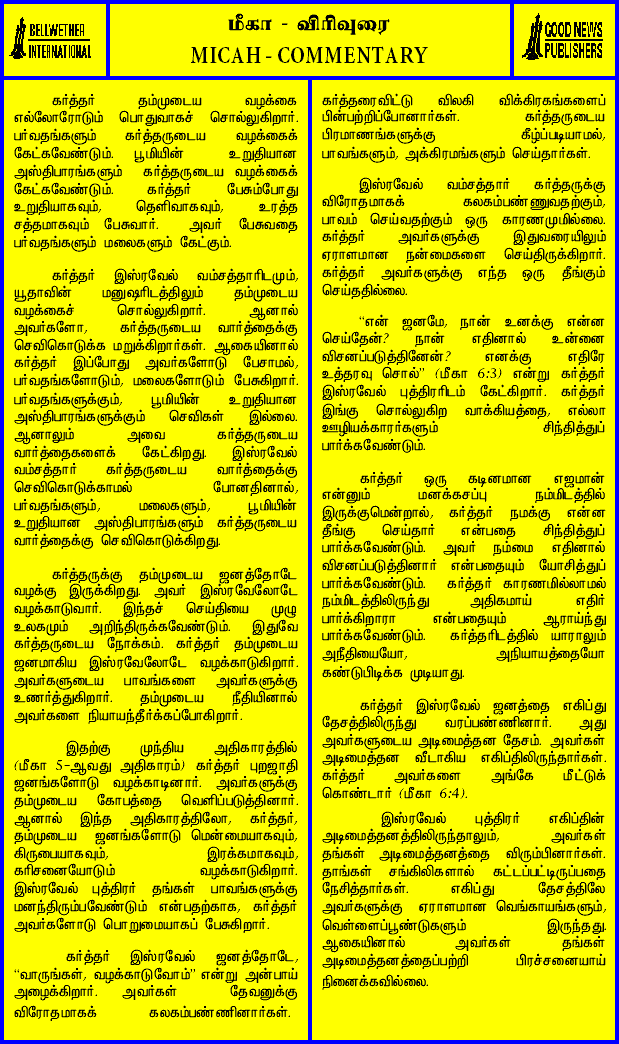 BELLWETHER
INTERNATIONAL
மீகா - விரிவுரை
MICAH - COMMENTARY
GOOD NEWS
PUBLISHERS
கர்த்தர் தம்முடைய வழக்கை
எல்லோரோடும் பொதுவாகச் சொல்லுகிறார்.
பர்வதங்களும் கர்த்தருடைய வழக்கைக்
கேட்கவேண்டும். பூமியின் உறுதியான
அஸ்திபாரங்களும் கர்த்தருடைய வழக்கைக்
கேட்கவேண்டும். கர்த்தர் பேசும்போது
உறுதியாகவும், தெளிவாகவும், உரத்த
சத்தமாகவும் பேசுவார். அவர் பேசுவதை
பர்வதங்களும் மலைகளும் கேட்கும்.
கர்த்தர் இஸ்ரவேல் வம்சத்தாரிடமும்,
யூதாவின் மனுஷரிடத்திலும் தம்முடைய
வழக்கைச் சொல்லுகிறார். ஆனால்
அவர்களோ, கர்த்தருடைய வார்த்தைக்கு
செவிகொடுக்க மறுக்கிறார்கள். ஆகையினால்
கர்த்தர் இப்போது அவர்களோடு பேசாமல்,
பர்வதங்களோடும், மலைகளோடும் பேசுகிறார்.
பர்வதங்களுக்கும், பூமியின் உறுதியான
அஸ்திபாரங்களுக்கும் செவிகள் இல்லை.
ஆனாலும் அவை கர்த்தருடைய
வார்த்தைகளைக் கேட்கிறது. இஸ்ரவேல்
வம்சத்தார் கர்த்தருடைய வார்த்தைக்கு
செவிகொடுக்காமல் போனதினால்,
பர்வதங்களும், மலைகளும், பூமியின்
உறுதியான அஸ்திபாரங்களும் கர்த்தருடைய
வார்த்தைக்கு செவிகொடுக்கிறது.
கர்த்தருக்கு தம்முடைய ஜனத்தோடே
வழக்கு இருக்கிறது. அவர் இஸ்ரவேலோடே
வழக்காடுவார். இந்தச் செய்தியை முழு
உலகமும் அறிந்திருக்கவேண்டும். இதுவே
கர்த்தருடைய நோக்கம். கர்த்தர் தம்முடைய
ஜனமாகிய இஸ்ரவேலோடே வழக்காடுகிறார்.
அவர்களுடைய பாவங்களை அவர்களுக்கு
உணர்த்துகிறார். தம்முடைய நீதியினால்
அவர்களை நியாயந்தீர்க்கப்போகிறார்.
இதற்கு முந்திய அதிகாரத்தில்
(மீகா 5-ஆவது அதிகாரம்) கர்த்தர் புறஜாதி
ஜனங்களோடு வழக்காடினார். அவர்களுக்கு
தம்முடைய கோபத்தை வெளிப்படுத்தினார்.
ஆனால் இந்த அதிகாரத்திலோ, கர்த்தர்,
தம்முடைய ஜனங்களோடு மென்மையாகவும்,
கிருபையாகவும், இரக்கமாகவும்,
கரிசனையோடும் வழக்காடுகிறார்.
இஸ்ரவேல் புத்திரர் தங்கள் பாவங்களுக்கு
மனந்திரும்பவேண்டும் என்பதற்காக, கர்த்தர்
அவர்களோடு பொறுமையாகப் பேசுகிறார்.
கர்த்தர் இஸ்ரவேல் ஜனத்தோடே,
“வாருங்கள், வழக்காடுவோம்” என்று அன்பாய்
அழைக்கிறார். அவர்கள் தேவனுக்கு
விரோதமாகக் கலகம்பண்ணினார்கள்.
கர்த்தரைவிட்டு விலகி விக்கிரகங்களைப்
பின்பற்றிப்போனார்கள். கர்த்தருடைய
பிரமாணங்களுக்கு கீழ்ப்படியாமல்,
பாவங்களும், அக்கிரமங்களும் செய்தார்கள்.
இஸ்ரவேல் வம்சத்தார் கர்த்தருக்கு
விரோதமாகக் கலகம்பண்ணுவதற்கும்,
பாவம் செய்வதற்கும் ஒரு காரணமுமில்லை.
கர்த்தர் அவர்களுக்கு இதுவரையிலும்
ஏராளமான நன்மைகளை செய்திருக்கிறார்.
கர்த்தர் அவர்களுக்கு எந்த ஒரு தீங்கும்
செய்ததில்லை.
“என் ஜனமே, நான் உனக்கு என்ன
செய்தேன்? நான் எதினால் உன்னை
விசனப்படுத்தினேன்? எனக்கு எதிரே
உத்தரவு சொல்” (மீகா 6:3) என்று கர்த்தர்
இஸ்ரவேல் புத்திரரிடம் கேட்கிறார். கர்த்தர்
இங்கு சொல்லுகிற வாக்கியத்தை, எல்லா
ஊழியக்காரர்களும் சிந்தித்துப்
பார்க்கவேண்டும்.
கர்த்தர் ஒரு கடினமான எஜமான்
என்னும் மனக்கசப்பு நம்மிடத்தில்
இருக்குமென்றால், கர்த்தர் நமக்கு என்ன
தீங்கு செய்தார் என்பதை சிந்தித்துப்
பார்க்கவேண்டும். அவர் நம்மை எதினால்
விசனப்படுத்தினார் என்பதையும் யோசித்துப்
பார்க்கவேண்டும். கர்த்தர் காரணமில்லாமல்
நம்மிடத்திலிருந்து அதிகமாய் எதிர்
பார்க்கிறாரா என்பதையும் ஆராய்ந்து
பார்க்கவேண்டும். கர்த்தரிடத்தில் யாராலும்
அநீதியையோ, அநியாயத்தையோ
கண்டுபிடிக்க முடியாது.
கர்த்தர் இஸ்ரவேல் ஜனத்தை எகிப்து
தேசத்திலிருந்து வரப்பண்ணினார். அது
அவர்களுடைய அடிமைத்தன தேசம். அவர்கள்
அடிமைத்தன வீடாகிய எகிப்திலிருந்தார்கள்.
கர்த்தர் அவர்களை அங்கே மீட்டுக்
கொண்டார் (மீகா 6:4).
இஸ்ரவேல் புத்திரர் எகிப்தின்
அடிமைத்தனத்திலிருந்தாலும், அவர்கள்
தங்கள் அடிமைத்தனத்தை விரும்பினார்கள்.
தாங்கள் சங்கிலிகளால் கட்டப்பட்டிருப்பதை
நேசித்தார்கள். எகிப்து தேசத்திலே
அவர்களுக்கு ஏராளமான வெங்காயங்களும்,
வெள்ளைப்பூண்டுகளும் இருந்தது.
ஆகையினால் அவர்கள் தங்கள்
அடிமைத்தனத்தைப்பற்றி பிரச்சனையாய்
நினைக்கவில்லை.